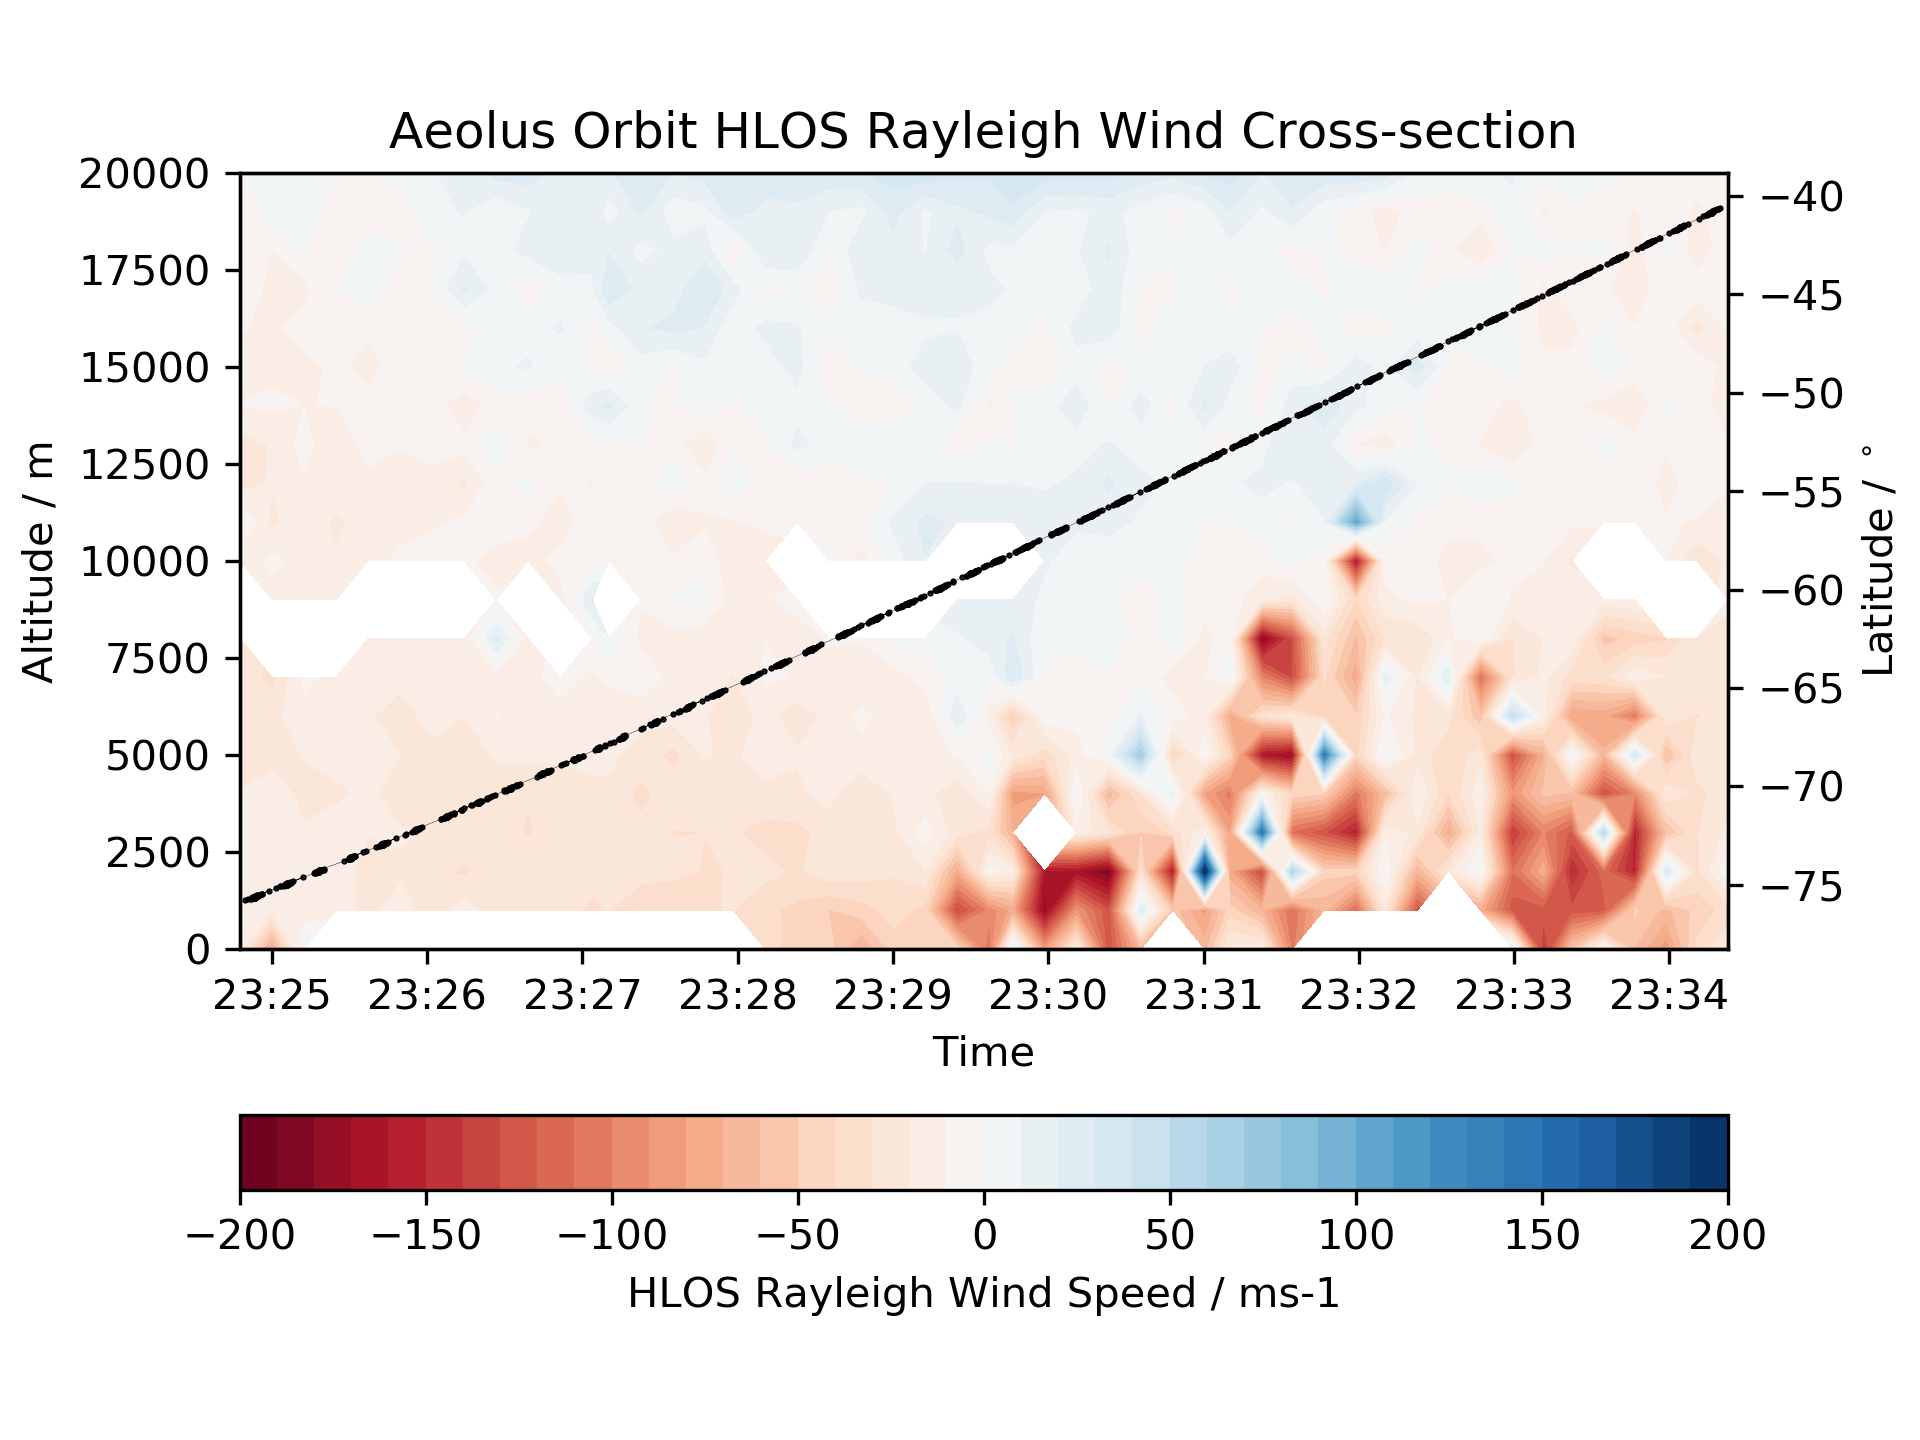 Aeolus Orbit HLOS Rayleigh Wind Cross-section
20000
17500
15000
12500
10000
7500
5000
2500
0
Altitude / m
−40
−45
−50
−55
−60
−65
−70
−75
Latitude / °
23:25 23:26 23:27 23:28 23:29 23:30 23:31 23:32 23:33 23:34
Time
−200 −150 −100 −50 0 50 100 150 200
HLOS Rayleigh Wind Speed / ms-1